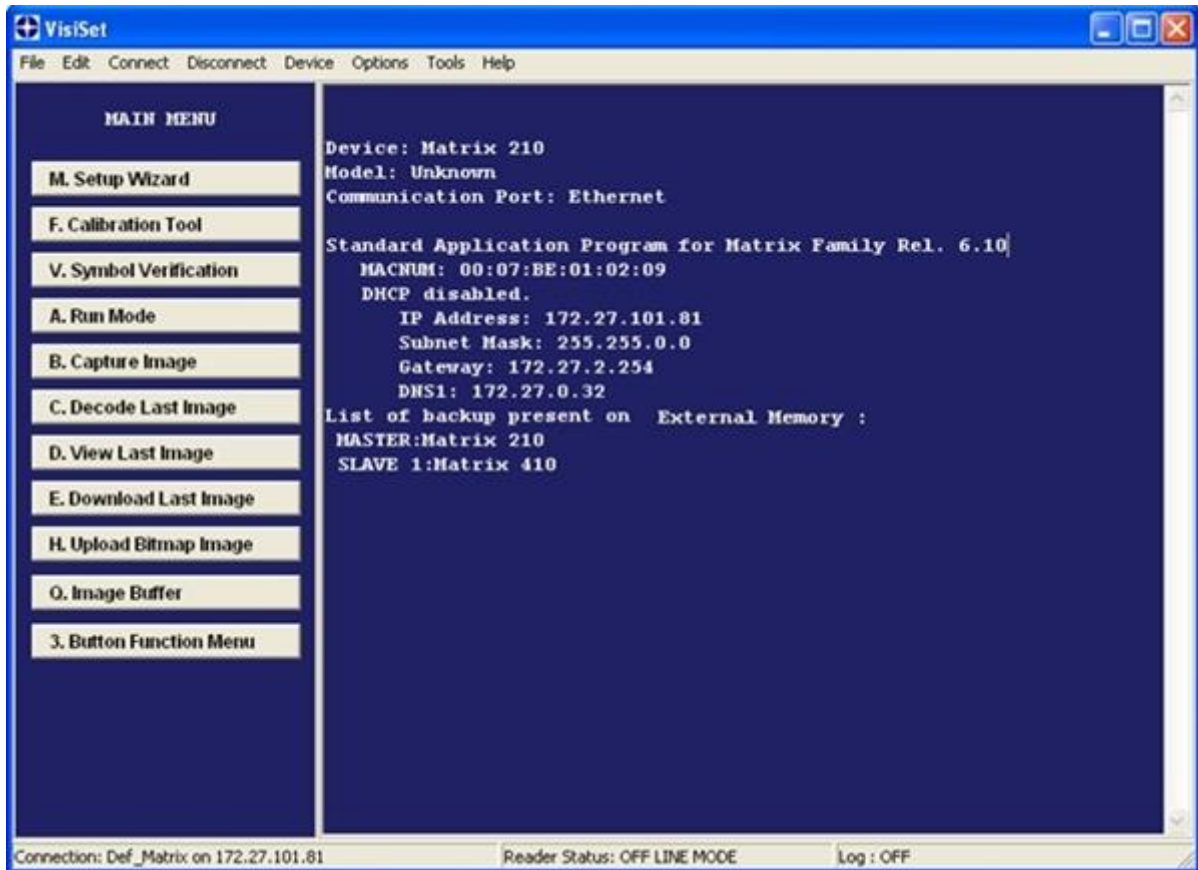 VisiSet
File Edit Connect Disconnect Device Options Tools Help
MAIN MENU
M. Setup Wizard
F. Calibration Tool
V. Symbol Verification
A. Run Mode
B. Capture Image
C. Decode Last Image
D. View Last Image
E. Download Last Image
H. Upload Bitmap Image
Q. Image Buffer
3. Button Function Menu
Device: Matrix 210
Model: Unknown
Communication Port: Ethernet
Standard Application Program for Matrix Family Rel. 6.10
MACNUM: 00:07:BE:01:02:09
DHCP disabled.
IP Address: 172.27.101.81
Subnet Mask: 255.255.0.0
Gateway: 172.27.2.254
DNS1: 172.27.0.32
List of backup present on External Memory :
MASTER:Matrix 210
SLAVE 1:Matrix 410
Connection: Def_Matrix on 172.27.101.81 Reader Status: OFF LINE MODE Log : OFF